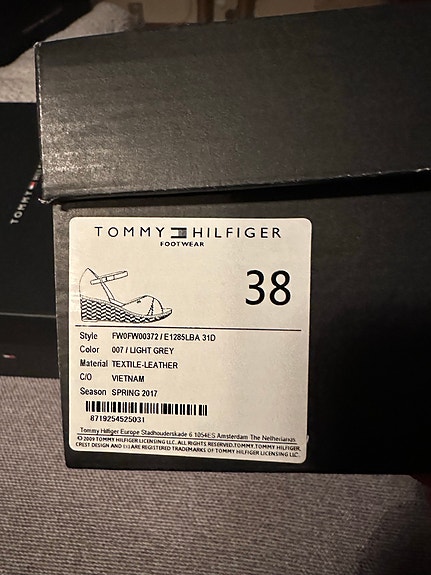 TOMMY HILFIGER
FOOTWEAR
38
Style FW0FW00372 / E1285LBA 31D
Color 007 / LIGHT GREY
Material TEXTILE-LEATHER
C/O VIETNAM
Season SPRING 2017
8719254525031
Tommy Hilfiger Europe Stadhouderskade 6 1054ES Amsterdam The Netherlands
© 2009 TOMMY HILFIGER LICENSING LLC. ALL RIGHTS RESERVED. TOMMY, TOMMY HILFIGER,
CREST DESIGN AND
ARE REGISTERED TRADEMARKS OF TOMMY HILFIGER LICENSING LLC.
TOMMY